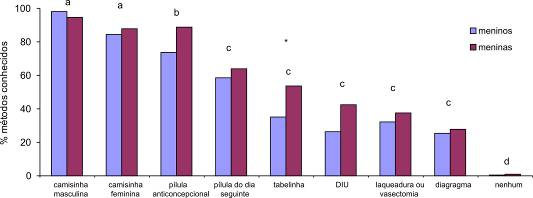 % métodos conhecidos
100
80
60
40
20
0
a
a
b
c
*
c
c
c
c
d
meninos
meninas
camisinha
masculina
camisinha
feminina
pílula
anticoncepcional
pílula do dia
seguinte
tabelinha
DIU
laqueadura ou
vasectomia
diagragma
nenhum